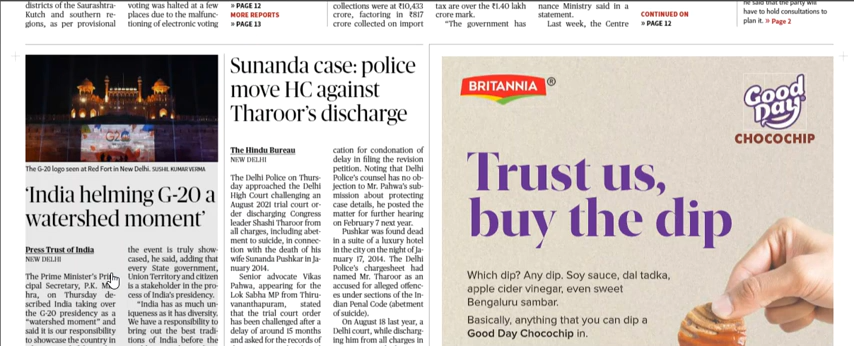 districts of the Saurashtra-
Kutch and southern re-
gions, as per provisional
voting was halted at a few
places due to the malfunc-
tioning of electronic voting
» PAGE 12
MORE REPORTS
» PAGE 13
collections were at ₹10,433
crore, factoring in ₹817
crore collected on import
tax are over the ₹1.40 lakh
crore mark.
"The government has
nance Ministry said in a
statement.
Last week, the Centre
CONTINUED ON
» PAGE 12
he said that the party will
have to hold consultations to
plan it. » Page 2
G20
The G-20 logo seen at Red Fort in New Delhi. SUSHIL KUMAR VERMA
'India helming G-20 a
watershed moment'
Press Trust of India
NEW DELHI
The Prime Minister's Prin
cipal Secretary, P.K. M
hra, on Thursday de-
scribed India taking over
the G-20 presidency as a
"watershed moment" and
said it is our responsibility
to showcase the country in
the event is truly show-
cased, he said, adding that
every State government,
Union Territory and citizen
is a stakeholder in the pro-
cess of India's presidency.
"India has as much un-
iqueness as it has diversity.
We have a responsibility to
bring out the best tradi-
tions of India before the
Sunanda case: police
move HC against
Tharoor's discharge
The Hindu Bureau
NEW DELHI
The Delhi Police on Thurs-
day approached the Delhi
High Court challenging an
August 2021 trial court or-
der discharging Congress
leader Shashi Tharoor from
all charges, including abet-
ment to suicide, in connec-
tion with the death of his
wife Sunanda Pushkar in Ja-
nuary 2014.
Senior advocate Vikas
Pahwa, appearing for the
Lok Sabha MP from Thiru-
vananthapuram, stated
that the trial court order
has been challenged after a
delay of around 15 months
and asked for the records of
cation for condonation of
delay in filing the revision
petition. Noting that Delhi
Police's counsel has no ob-
jection to Mr. Pahwa's sub-
mission about protecting
case details, he posted the
matter for further hearing
on February 7 next year.
Pushkar was found dead
in a suite of a luxury hotel
in the city on the night of Ja-
nuary 17, 2014. The Delhi
Police's chargesheet had
named Mr. Tharoor as an
accused for alleged offenc-
es under sections of the In-
dian Penal Code (abetment
of suicide).
On August 18 last year, a
Delhi court, while discharg-
ing him from all charges in
BRITANNIA®
Good
Day
CHOCOCHIP
Trust us,
buy the dip
Which dip? Any dip. Soy sauce, dal tadka,
apple cider vinegar, even sweet
Bengaluru sambar.
Basically, anything that you can dip a
Good Day Chocochip in.